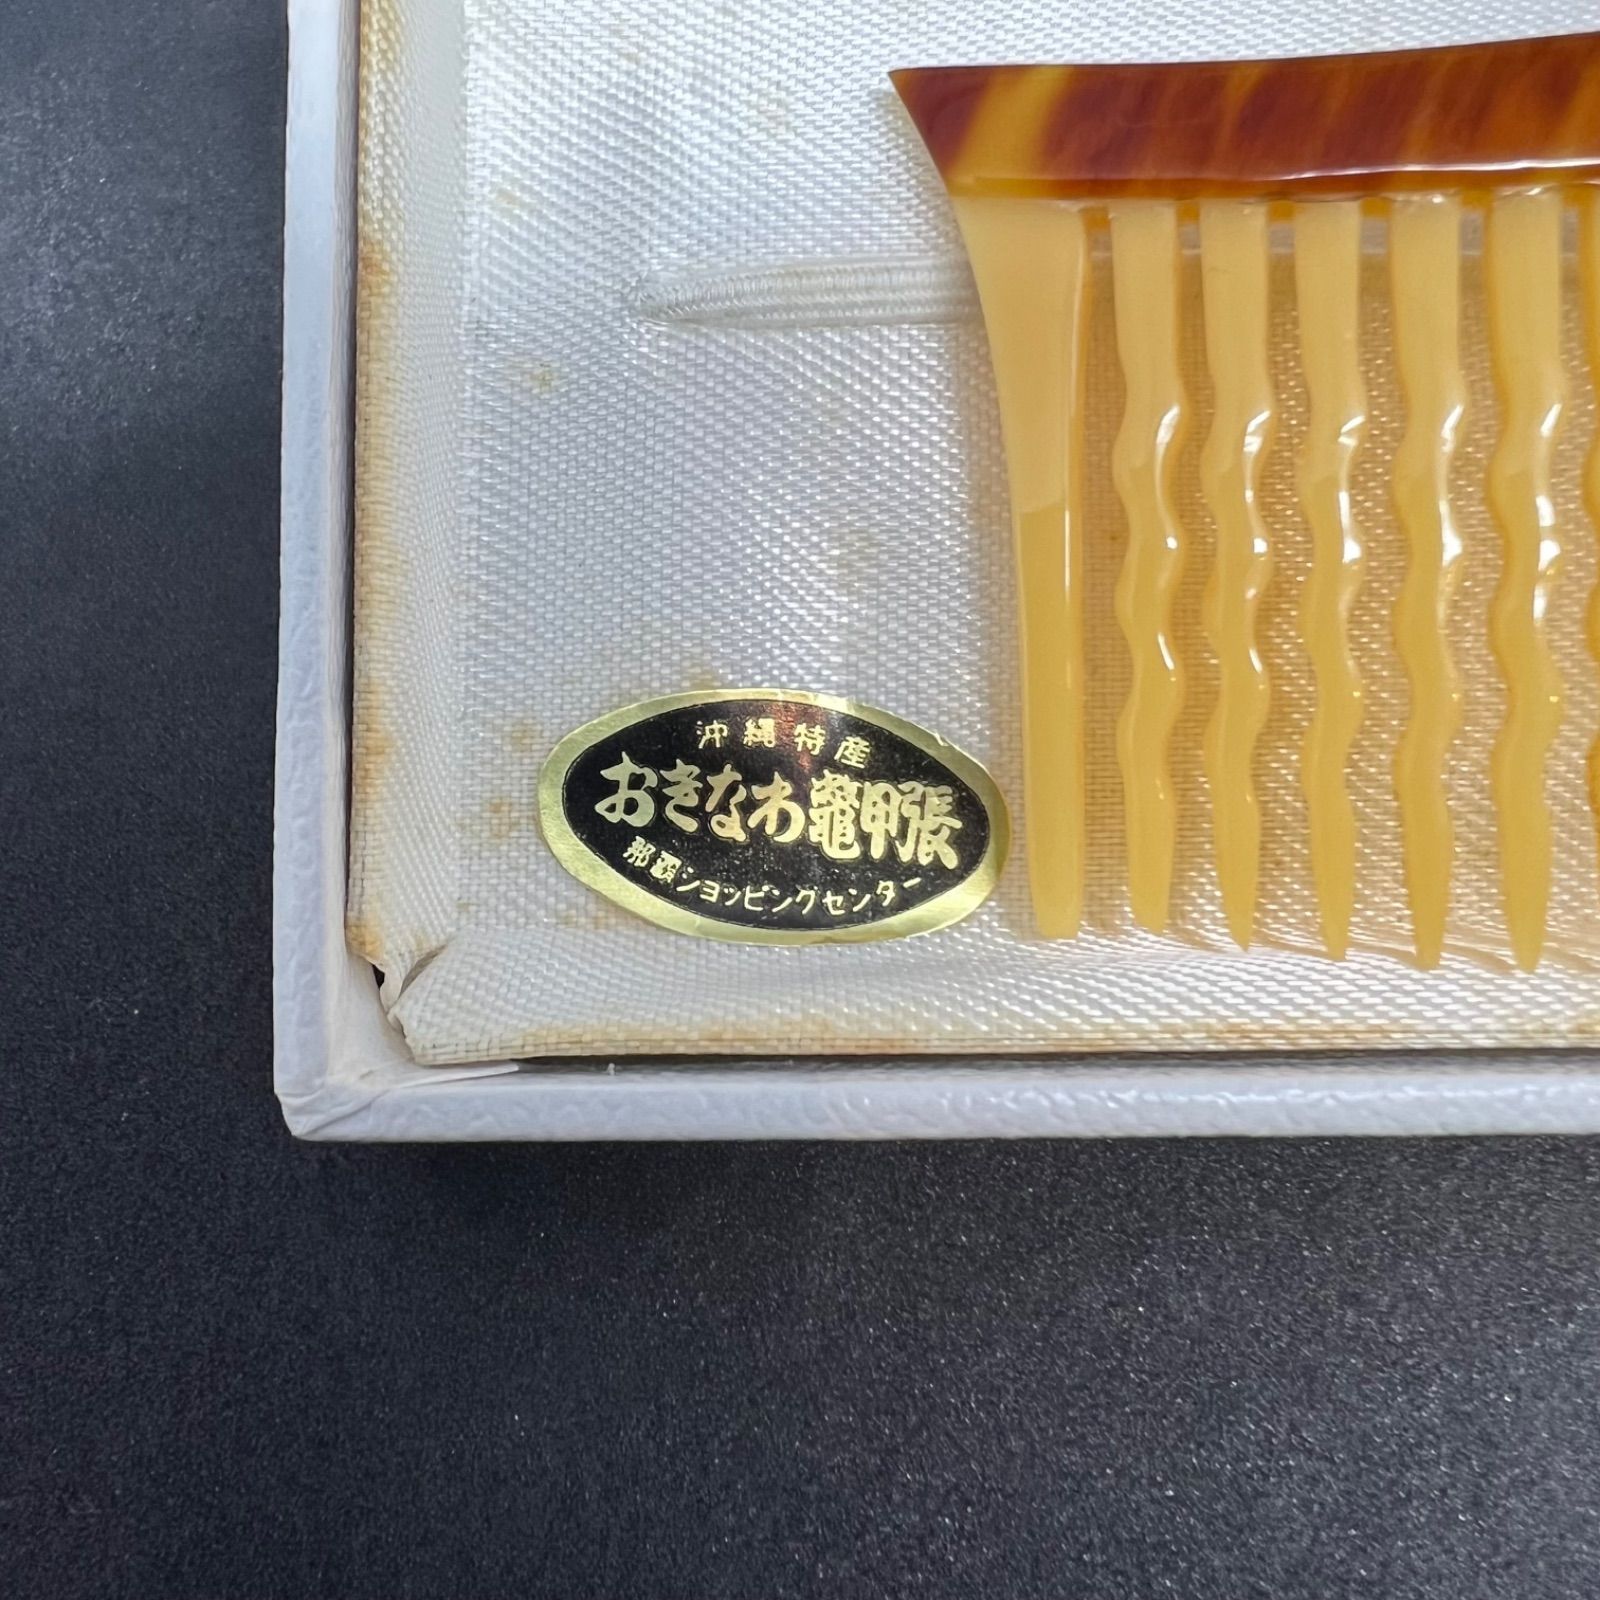 沖縄特産
おきなわ鼈甲張
那覇ショッピングセンター